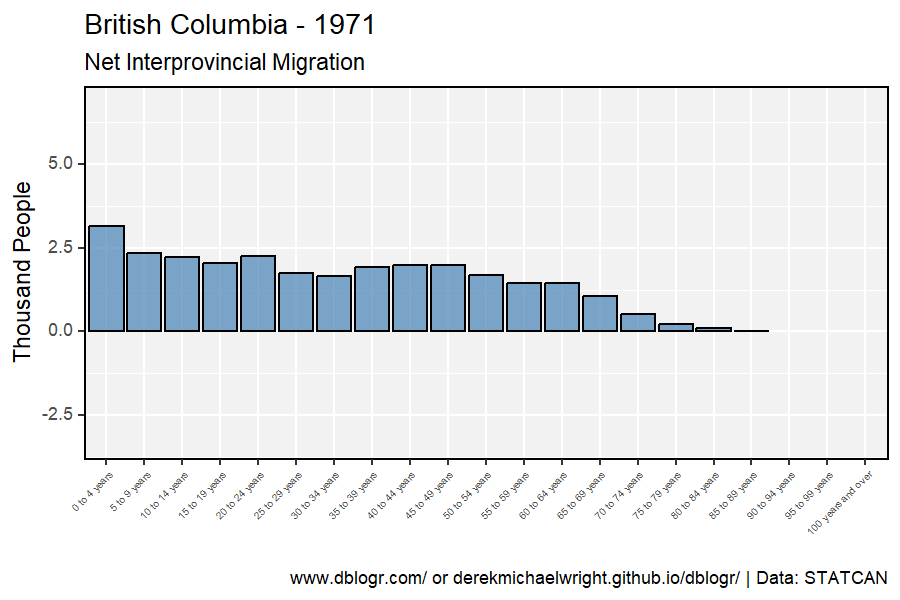 British Columbia - 1971
Net Interprovincial Migration
Thousand People
5.0
2.5
0.0
-2.5
0 to 4 years
5 to 9 years
10 to 14 years
15 to 19 years
20 to 24 years
25 to 29 years
30 to 34 years
35 to 39 years
40 to 44 years
45 to 49 years
50 to 54 years
55 to 59 years
60 to 64 years
65 to 69 years
70 to 74 years
75 to 79 years
80 to 84 years
85 to 89 years
90 to 94 years
95 to 99 years
100 years and over
www.dblogr.com/ or derekmichaelwright.github.io/dblogr/ | Data: STATCAN